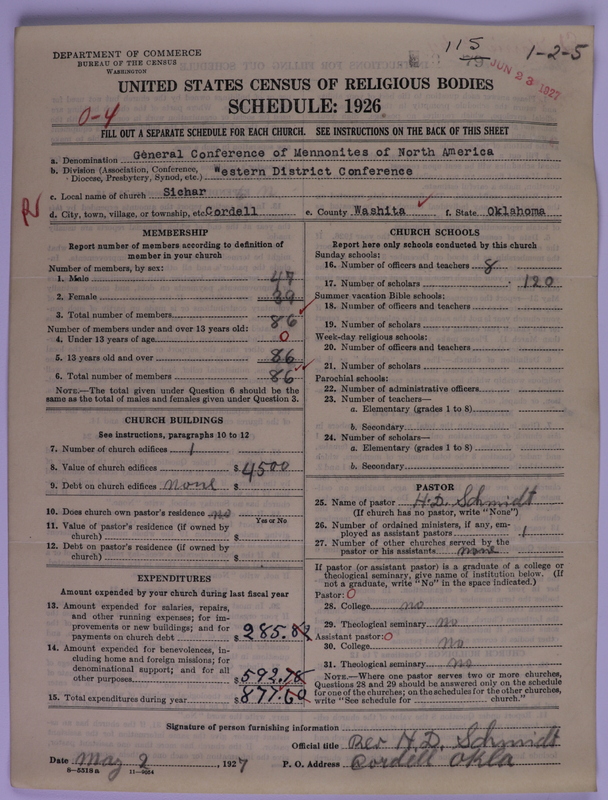 DEPARTMENT OF COMMERCE
BUREAU OF THE CENSUS
WASHINGTON
115
1-2-5
JUN 23 1927
UNITED STATES CENSUS OF RELIGIOUS BODIES
SCHEDULE: 1926
0-4
FILL OUT A SEPARATE SCHEDULE FOR EACH CHURCH. SEE INSTRUCTIONS ON THE BACK OF THIS SHEET
a. Denomination General Conference of Mennonites of North America
b. Division (Association, Conference, Diocese, Presbytery, Synod, etc.) Western District Conference
c. Local name of church Sichar
d. City, town, village, or township, etc. Cordell e. County Washita f. State Oklahoma
MEMBERSHIP
Report number of members according to definition of
member in your church
Number of members, by sex:
1. Male 47
2. Female 39
3. Total number of members 86
Number of members under and over 13 years old:
4. Under 13 years of age 0
5. 13 years old and over 86
6. Total number of members 86
NOTE.—The total given under Question 6 should be the
same as the total of males and females given under Question 3.
CHURCH BUILDINGS
See instructions, paragraphs 10 to 12
7. Number of church edifices 1
8. Value of church edifices $ 4500
9. Debt on church edifices none $
10. Does church own pastor's residence no
Yes or No
11. Value of pastor's residence (if owned by
church) $
12. Debt on pastor's residence (if owned by
church) $
EXPENDITURES
Amount expended by your church during last fiscal year
13. Amount expended for salaries, repairs,
and other running expenses; for improvements
or new buildings; and for
payments on church debt $ 285.82
14. Amount expended for benevolences, including
home and foreign missions; for
denominational support; and for all
other purposes $ 592.78
15. Total expenditures during year $ 877.60
CHURCH SCHOOLS
Report here only schools conducted by this church
Sunday schools:
16. Number of officers and teachers 8
17. Number of scholars 120
Summer vacation Bible schools:
18. Number of officers and teachers
19. Number of scholars
Week-day religious schools:
20. Number of officers and teachers
21. Number of scholars
Parochial schools:
22. Number of administrative officers
23. Number of teachers—
a. Elementary (grades 1 to 8)
b. Secondary
24. Number of scholars—
a. Elementary (grades 1 to 8)
b. Secondary
PASTOR
25. Name of pastor H.D. Schmidt
(If church has no pastor, write "None")
26. Number of ordained ministers, if any, em-
ployed as assistant pastors 1
27. Number of other churches served by the
pastor or his assistants none
If pastor (or assistant pastor) is a graduate of a college or
theological seminary, give name of institution below. (If
not a graduate, write "No" in the space indicated.)
Pastor: 0
28. College no
29. Theological seminary no
Assistant pastor: 0
30. College no
31. Theological seminary no
NOTE.—Where one pastor serves two or more churches,
Questions 28 and 29 should be answered only on the schedule
for one of the churches; on the schedules for the other churches,
write "See schedule for church."
Signature of person furnishing information
Official title Rev H.D. Schmidt
Date May 2, 1927 P. O. Address Cordell Okla
8-5518a 11-9064